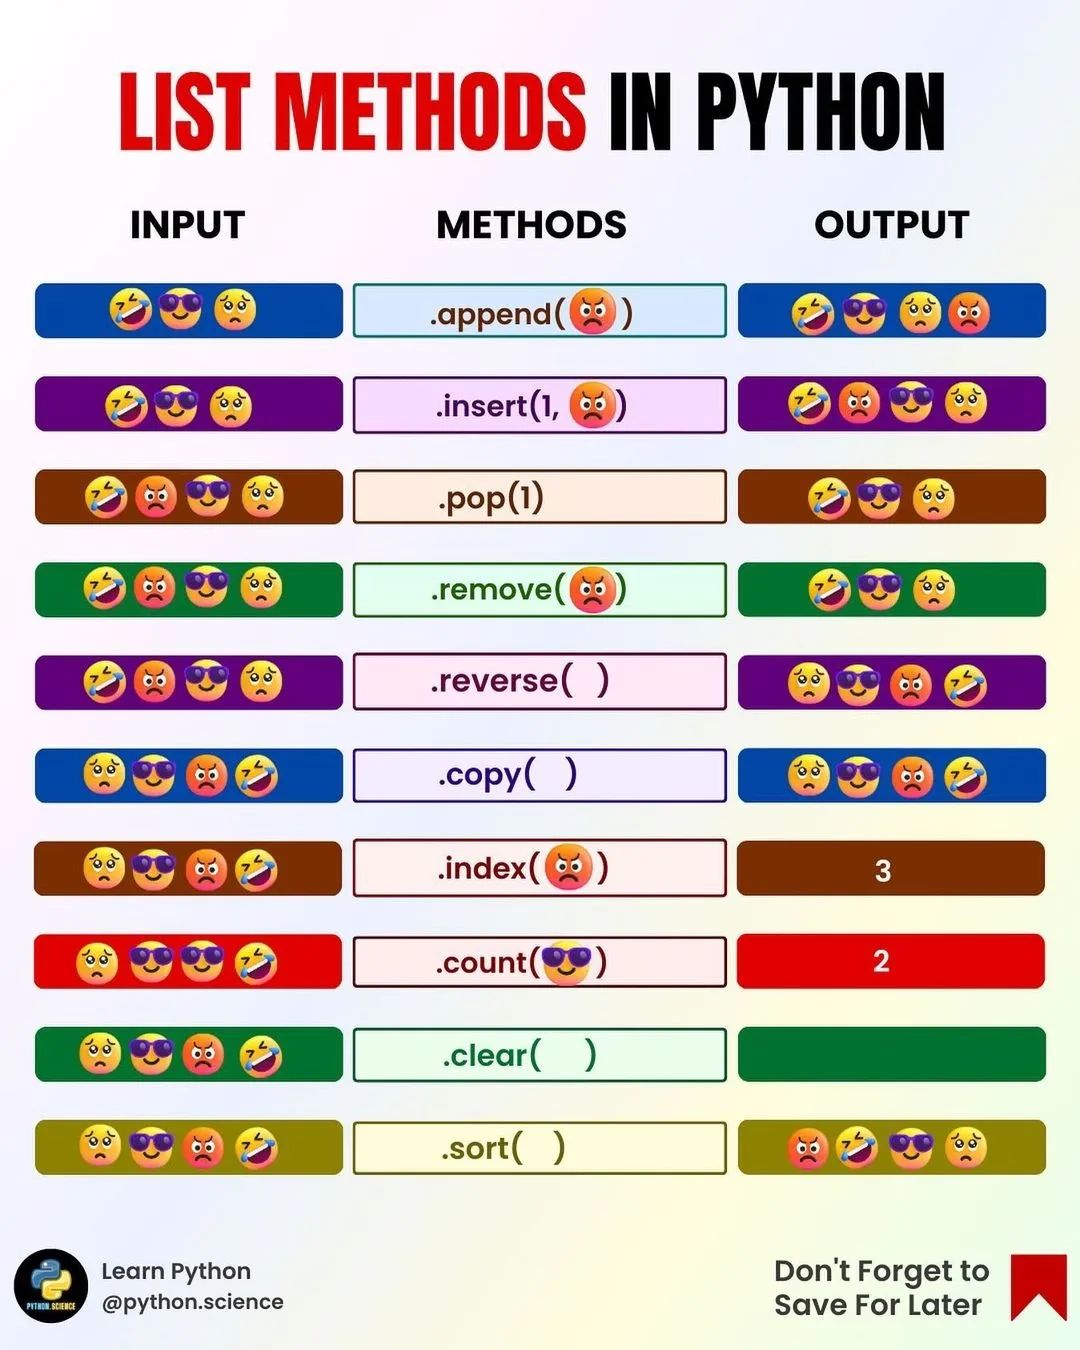 LIST METHODS IN PYTHON
INPUT METHODS OUTPUT
🤣 😎 🥺 .append(😡) 🤣 😎 🥺 😡
🤣 😎 🥺 .insert(1, 😡) 🤣 😡 😎 🥺
🤣 😡 😎 🥺 .pop(1) 🤣 😎 🥺
🤣 😡 😎 🥺 .remove(😡) 🤣 😎 🥺
🤣 😡 😎 🥺 .reverse( ) 🥺 😎 😡 🤣
🥺 😎 😡 🤣 .copy( ) 🥺 😎 😡 🤣
🥺 😎 😡 🤣 .index(😡) 3
🥺 😎 😎 🤣 .count(😎) 2
🥺 😎 😡 🤣 .clear( )
🥺 😎 😡 🤣 .sort( ) 😡 🤣 😎 🥺
PYTHON.SCIENCE
Learn Python
@python.science
Don't Forget to
Save For Later